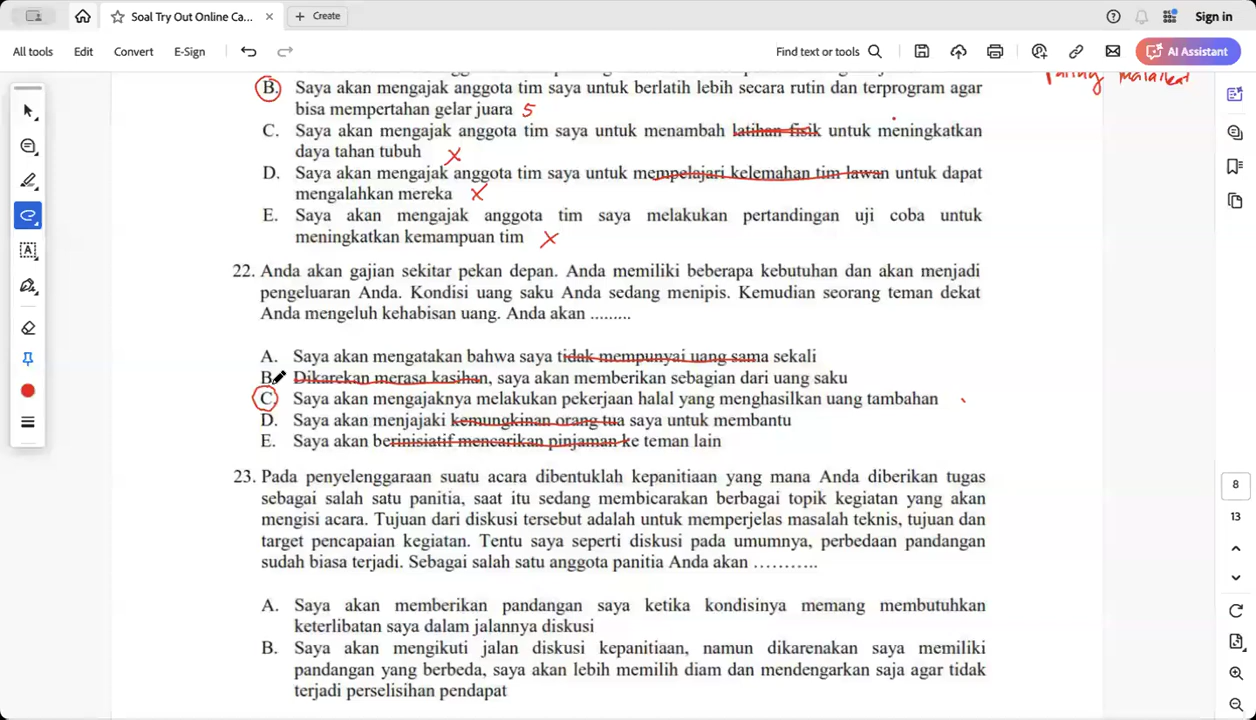 Soal Try Out Online Ca...
Create
Sign in
All tools
Edit
Convert
E-Sign
Find text or tools
AI Assistant
Paling malaikat
B. Saya akan mengajak anggota tim saya untuk berlatih lebih secara rutin dan terprogram agar
bisa mempertahan gelar juara 5
C. Saya akan mengajak anggota tim saya untuk menambah latihan fisik untuk meningkatkan
daya tahan tubuh X
D. Saya akan mengajak anggota tim saya untuk mempelajari kelemahan tim lawan untuk dapat
mengalahkan mereka X
E. Saya akan mengajak anggota tim saya melakukan pertandingan uji coba untuk
meningkatkan kemampuan tim X
22. Anda akan gajian sekitar pekan depan. Anda memiliki beberapa kebutuhan dan akan menjadi
pengeluaran Anda. Kondisi uang saku Anda sedang menipis. Kemudian seorang teman dekat
Anda mengeluh kehabisan uang. Anda akan .........
A. Saya akan mengatakan bahwa saya tidak mempunyai uang sama sekali
B. Dikarekan merasa kasihan, saya akan memberikan sebagian dari uang saku
C. Saya akan mengajaknya melakukan pekerjaan halal yang menghasilkan uang tambahan
D. Saya akan menjajaki kemungkinan orang tua saya untuk membantu
E. Saya akan berinisiatif mencarikan pinjaman ke teman lain
23. Pada penyelenggaraan suatu acara dibentuklah kepanitiaan yang mana Anda diberikan tugas
sebagai salah satu panitia, saat itu sedang membicarakan berbagai topik kegiatan yang akan
mengisi acara. Tujuan dari diskusi tersebut adalah untuk memperjelas masalah teknis, tujuan dan
target pencapaian kegiatan. Tentu saya seperti diskusi pada umumnya, perbedaan pandangan
sudah biasa terjadi. Sebagai salah satu anggota panitia Anda akan ………..
A. Saya akan memberikan pandangan saya ketika kondisinya memang membutuhkan
keterlibatan saya dalam jalannya diskusi
B. Saya akan mengikuti jalan diskusi kepanitiaan, namun dikarenakan saya memiliki
pandangan yang berbeda, saya akan lebih memilih diam dan mendengarkan saja agar tidak
terjadi perselisihan pendapat
8
13